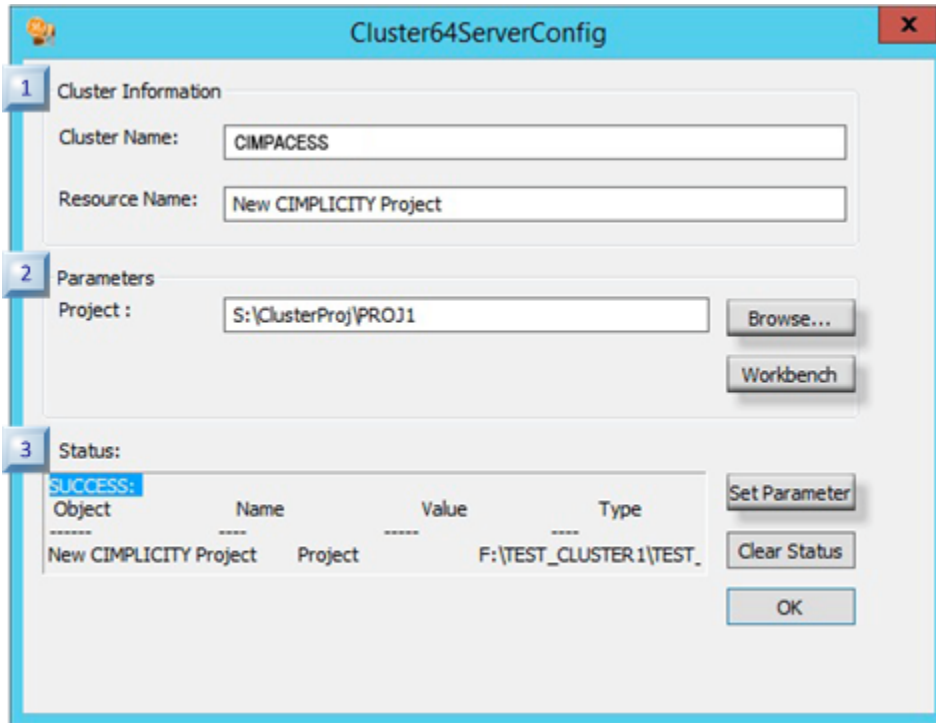 Cluster64ServerConfig
x
1
Cluster Information
Cluster Name:
CIMPACESS
Resource Name:
New CIMPLICITY Project
2
Parameters
Project :
S:\ClusterProj\PROJ1
Browse...
Workbench
3
Status:
SUCCESS:
Object Name Value Type
------ ---- ----- ----
New CIMPLICITY Project Project F:\TEST_CLUSTER1\TEST_
Set Parameter
Clear Status
OK